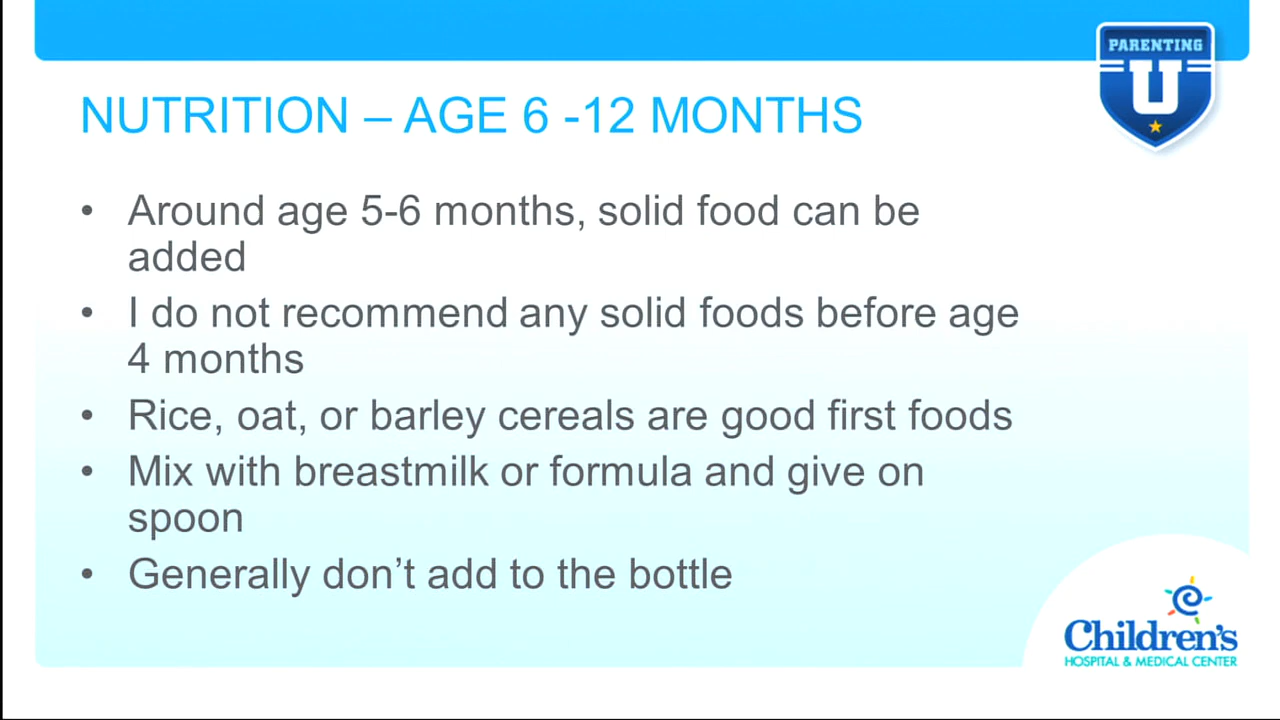 PARENTING
U
NUTRITION – AGE 6 -12 MONTHS
• Around age 5-6 months, solid food can be
added
• I do not recommend any solid foods before age
4 months
• Rice, oat, or barley cereals are good first foods
• Mix with breastmilk or formula and give on
spoon
• Generally don’t add to the bottle
Children's
HOSPITAL & MEDICAL CENTER